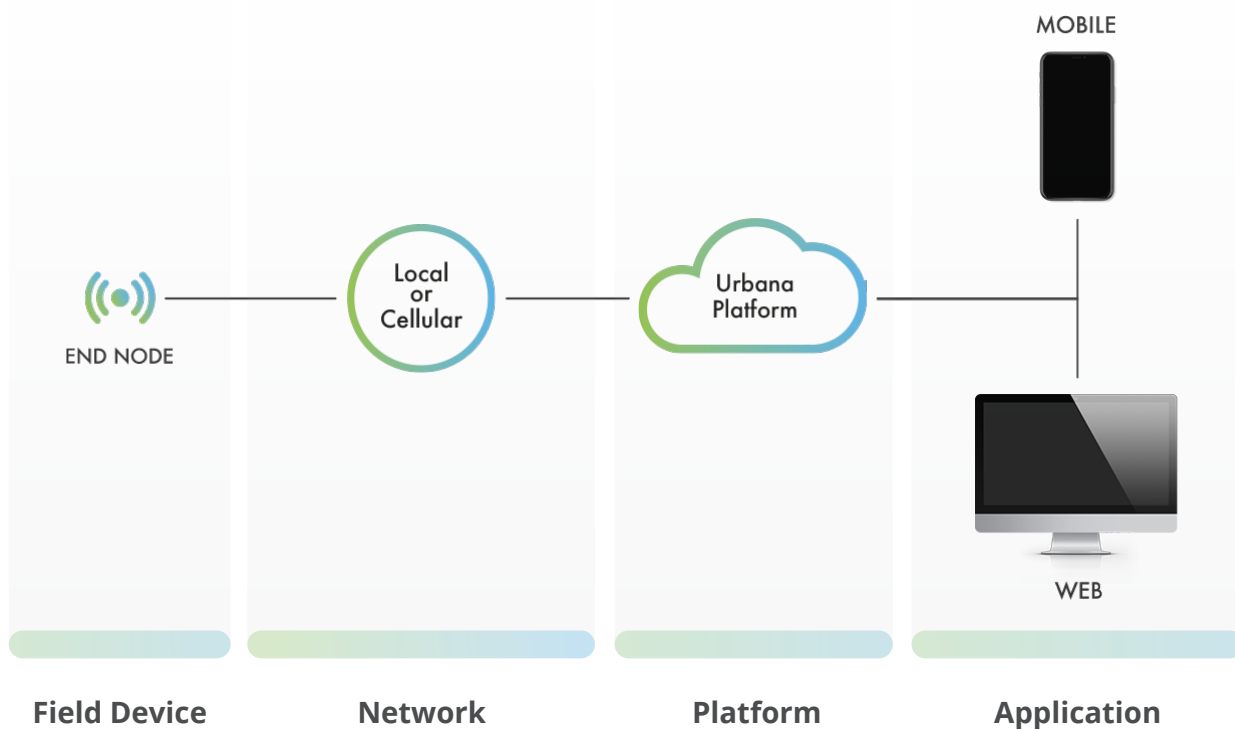 MOBILE
END NODE
Local
or
Cellular
Urbana
Platform
WEB
Field Device
Network
Platform
Application